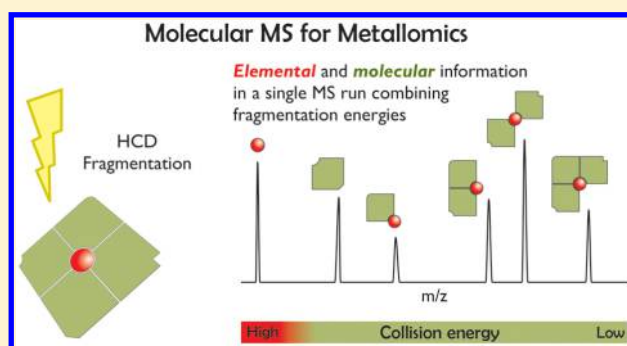 Molecular MS for Metallomics
Elemental and molecular information
in a single MS run combining
fragmentation energies
HCD
Fragmentation
m/z
High Collision energy Low